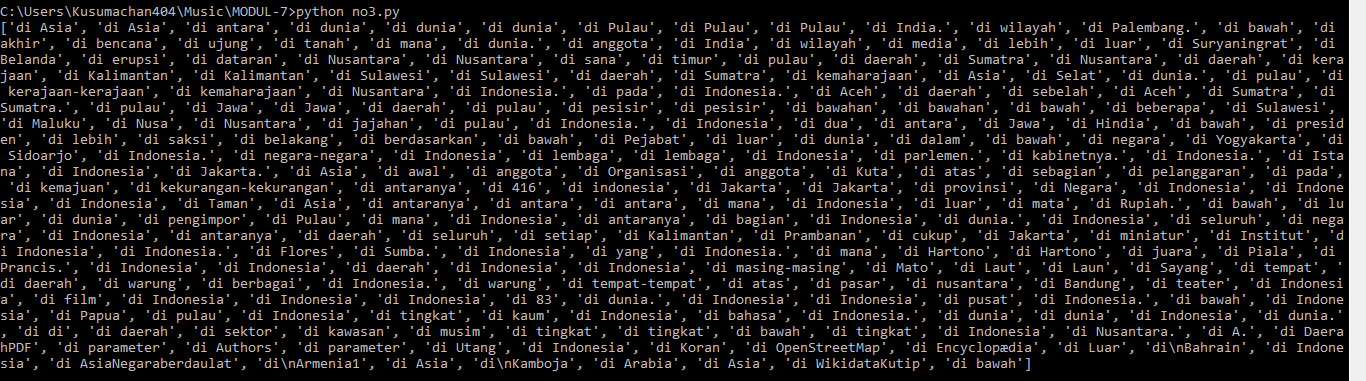 C:\Users\Kusumachan404\Music\MODUL-7>python no3.py
['di Asia', 'di Asia', 'di antara', 'di dunia', 'di dunia', 'di dunia', 'di Pulau', 'di Pulau', 'di Pulau', 'di India.', 'di wilayah', 'di Palembang.', 'di bawah', 'di
akhir', 'di bencana', 'di ujung', 'di tanah', 'di mana', 'di dunia.', 'di anggota', 'di India', 'di wilayah', 'di media', 'di lebih', 'di luar', 'di Suryaningrat', 'di
Belanda', 'di erupsi', 'di dataran', 'di Nusantara', 'di Nusantara', 'di sana', 'di timur', 'di pulau', 'di daerah', 'di Sumatra', 'di Nusantara', 'di daerah', 'di kera
jaan', 'di Kalimantan', 'di Kalimantan', 'di Sulawesi', 'di Sulawesi', 'di daerah', 'di Sumatra', 'di kemaharajaan', 'di Asia', 'di Selat', 'di dunia.', 'di pulau', 'di
 kerajaan-kerajaan', 'di kemaharajaan', 'di Nusantara', 'di Indonesia.', 'di pada', 'di Indonesia.', 'di Aceh', 'di daerah', 'di sebelah', 'di Aceh', 'di Sumatra', 'di
Sumatra.', 'di pulau', 'di Jawa', 'di Jawa', 'di daerah', 'di pulau', 'di pesisir', 'di pesisir', 'di bawahan', 'di bawahan', 'di bawah', 'di beberapa', 'di Sulawesi',
'di Maluku', 'di Nusa', 'di Nusantara', 'di jajahan', 'di pulau', 'di Indonesia.', 'di Indonesia', 'di dua', 'di antara', 'di Jawa', 'di Hindia', 'di bawah', 'di presid
en', 'di lebih', 'di saksi', 'di belakang', 'di berdasarkan', 'di bawah', 'di Pejabat', 'di luar', 'di dunia', 'di dalam', 'di bawah', 'di negara', 'di Yogyakarta', 'di
 Sidoarjo', 'di Indonesia.', 'di negara-negara', 'di Indonesia', 'di lembaga', 'di lembaga', 'di Indonesia', 'di parlemen.', 'di kabinetnya.', 'di Indonesia.', 'di Ista
na', 'di Indonesia', 'di Jakarta.', 'di Asia', 'di awal', 'di anggota', 'di Organisasi', 'di anggota', 'di Kuta', 'di atas', 'di sebagian', 'di pelanggaran', 'di pada',
 'di kemajuan', 'di kekurangan-kekurangan', 'di antaranya', 'di 416', 'di indonesia', 'di Jakarta', 'di Jakarta', 'di provinsi', 'di Negara', 'di Indonesia', 'di Indone
sia', 'di Indonesia', 'di Taman', 'di Asia', 'di antaranya', 'di antara', 'di antara', 'di mana', 'di Indonesia', 'di luar', 'di mata', 'di Rupiah.', 'di bawah', 'di lu
ar', 'di dunia', 'di pengimpor', 'di Pulau', 'di mana', 'di Indonesia', 'di antaranya', 'di bagian', 'di Indonesia', 'di dunia.', 'di Indonesia', 'di seluruh', 'di nega
ra', 'di Indonesia', 'di antaranya', 'di daerah', 'di seluruh', 'di setiap', 'di Kalimantan', 'di Prambanan', 'di cukup', 'di Jakarta', 'di miniatur', 'di Institut', 'd
i Indonesia', 'di Indonesia.', 'di Flores', 'di Sumba.', 'di Indonesia', 'di yang', 'di Indonesia.', 'di mana', 'di Hartono', 'di Hartono', 'di juara', 'di Piala', 'di
Prancis.', 'di Indonesia', 'di Indonesia', 'di daerah', 'di Indonesia', 'di Indonesia', 'di masing-masing', 'di Mato', 'di Laut', 'di Laun', 'di Sayang', 'di tempat', '
di daerah', 'di warung', 'di berbagai', 'di Indonesia.', 'di warung', 'di tempat-tempat', 'di atas', 'di pasar', 'di nusantara', 'di Bandung', 'di teater', 'di Indonesi
a', 'di film', 'di Indonesia', 'di Indonesia', 'di Indonesia', 'di 83', 'di dunia.', 'di Indonesia', 'di Indonesia', 'di pusat', 'di Indonesia.', 'di bawah', 'di Indone
sia', 'di Papua', 'di pulau', 'di Indonesia', 'di tingkat', 'di kaum', 'di Indonesia', 'di bahasa', 'di Indonesia.', 'di dunia', 'di dunia', 'di Indonesia', 'di dunia.'
, 'di di', 'di daerah', 'di sektor', 'di kawasan', 'di musim', 'di tingkat', 'di tingkat', 'di bawah', 'di tingkat', 'di Indonesia', 'di Nusantara.', 'di A.', 'di Daera
hPDF', 'di parameter', 'di Authors', 'di parameter', 'di Utang', 'di Indonesia', 'di Koran', 'di OpenStreetMap', 'di Encyclopædia', 'di Luar', 'di\nBahrain', 'di Indone
sia', 'di AsiaNegaraberdaulat', 'di\nArmenia1', 'di Asia', 'di\nKamboja', 'di Arabia', 'di Asia', 'di WikidataKutip', 'di bawah']